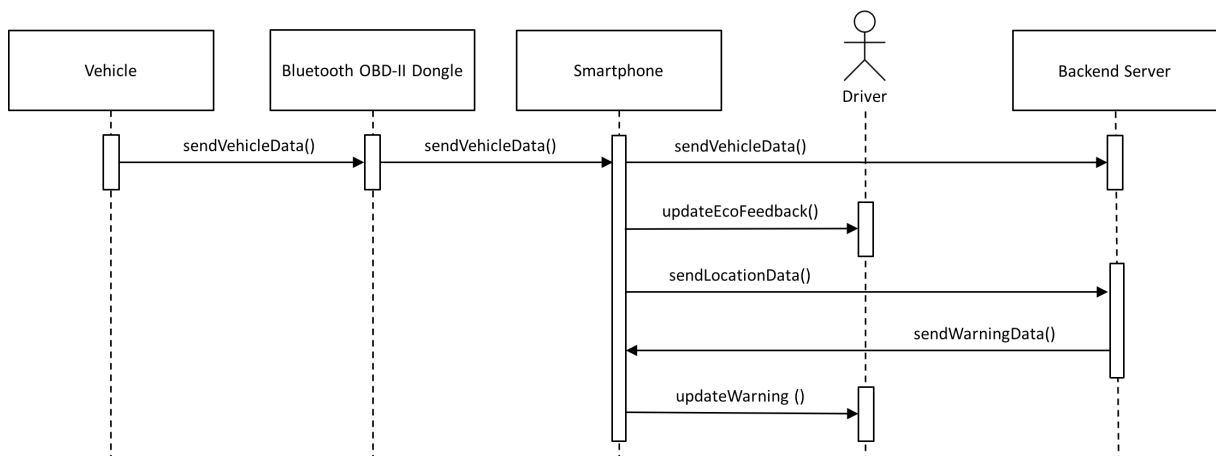 Vehicle
Bluetooth OBD-II Dongle
Smartphone
Driver
Backend Server
sendVehicleData()
sendVehicleData()
sendVehicleData()
updateEcoFeedback()
sendLocationData()
sendWarningData()
updateWarning ()